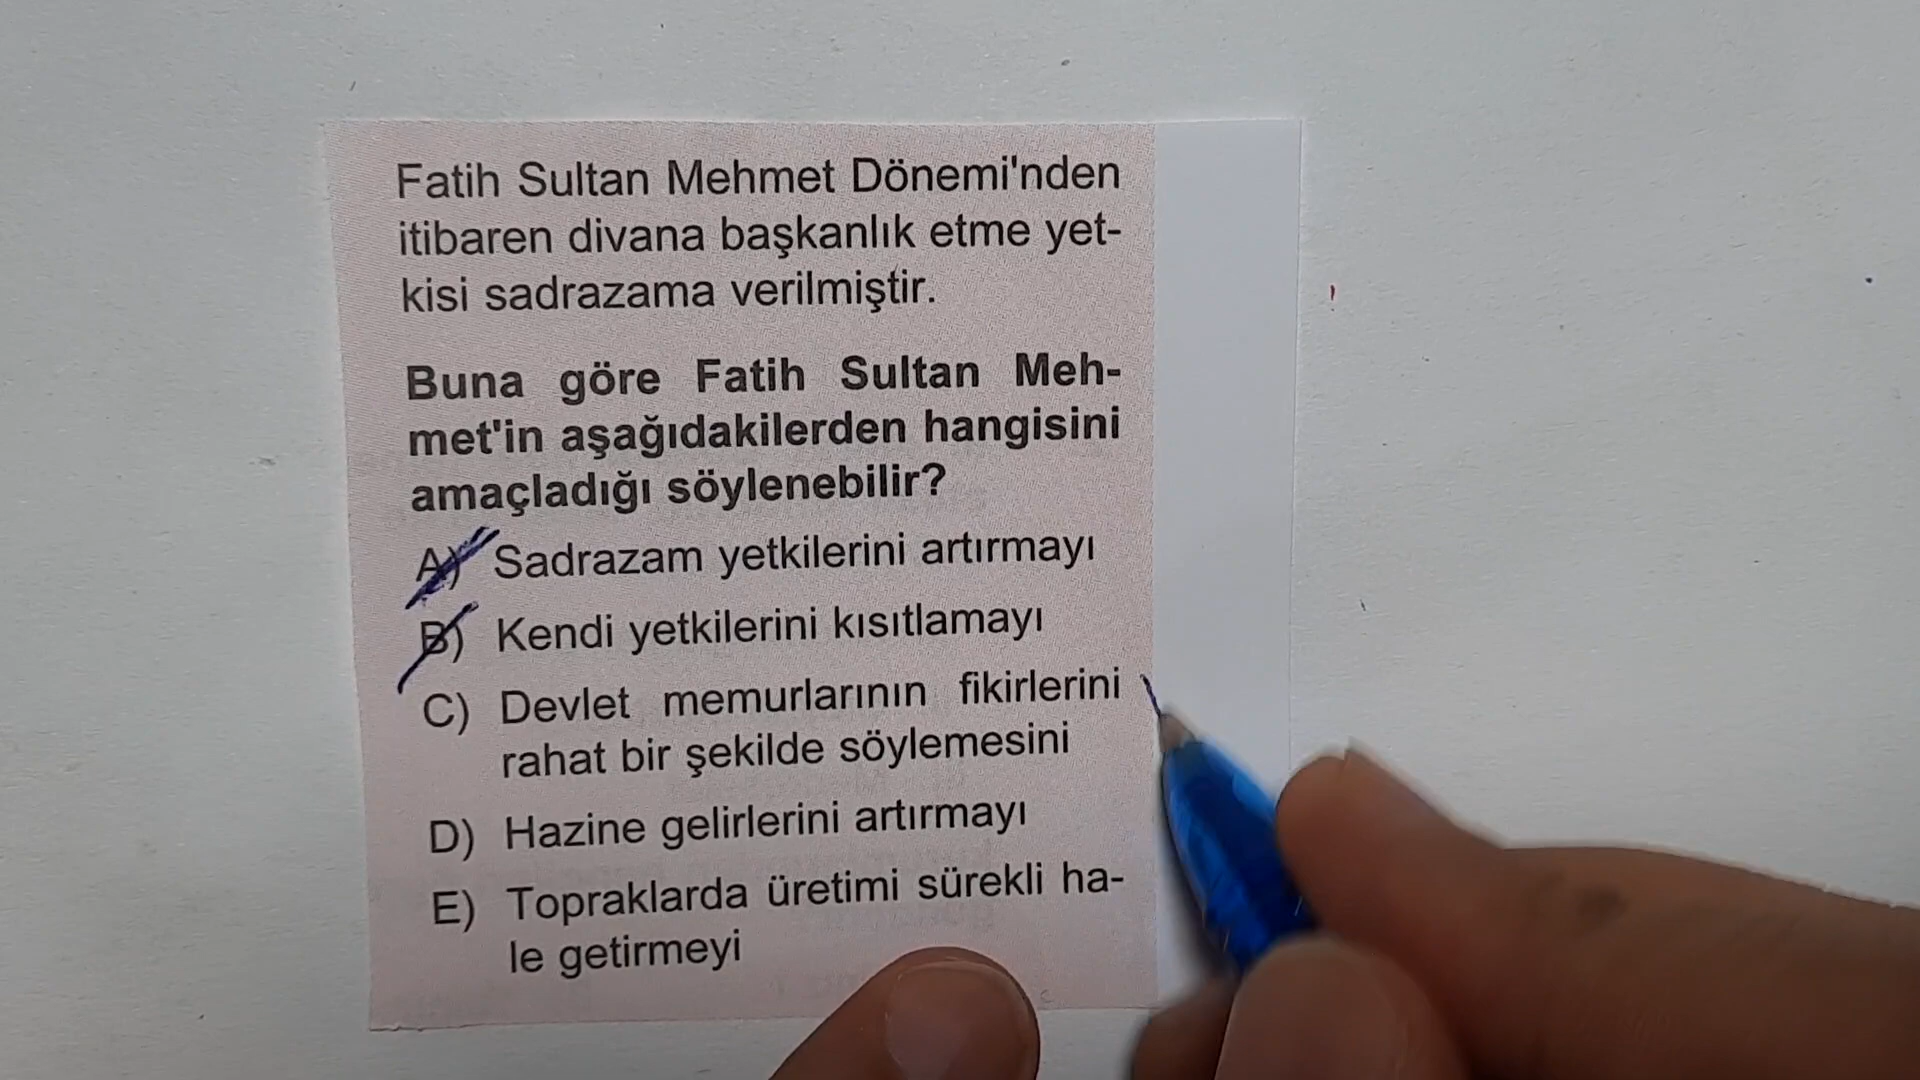 Fatih Sultan Mehmet Dönemi'nden
itibaren divana başkanlık etme yet-
kisi sadrazama verilmiştir.
Buna göre Fatih Sultan Meh-
met'in aşağıdakilerden hangisini
amaçladığı söylenebilir?
A) Sadrazam yetkilerini artırmayı
B) Kendi yetkilerini kısıtlamayı
C) Devlet memurlarının fikirlerini
rahat bir şekilde söylemesini
D) Hazine gelirlerini artırmayı
E) Topraklarda üretimi sürekli ha-
le getirmeyi